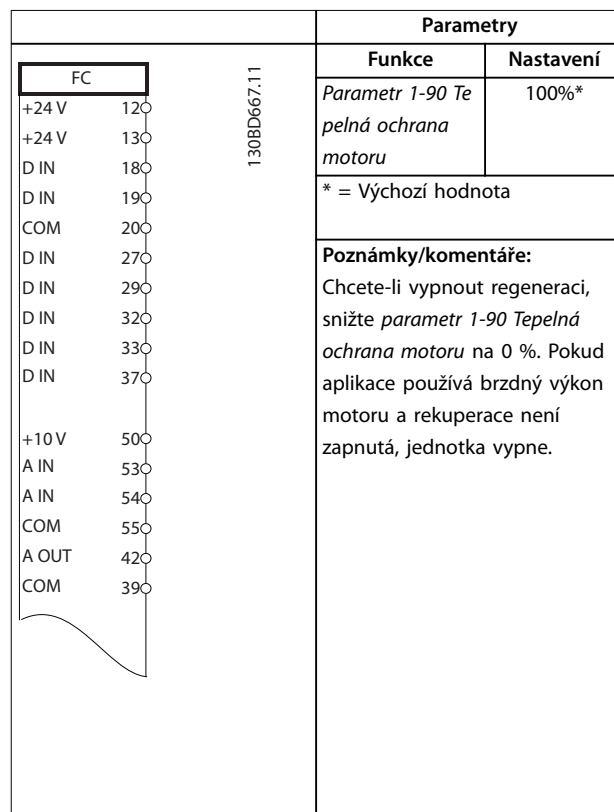 FC
130BD667.11
+24 V 12
+24 V 13
D IN 18
D IN 19
COM 20
D IN 27
D IN 29
D IN 32
D IN 33
D IN 37
+10 V 50
A IN 53
A IN 54
COM 55
A OUT 42
COM 39
Parametry
Funkce Nastavení
Parametr 1-90 Te 100%*
pelná ochrana
motoru
* = Výchozí hodnota
Poznámky/komentáře:
Chcete-li vypnout regeneraci,
snižte parametr 1-90 Tepelná
ochrana motoru na 0 %. Pokud
aplikace používá brzdný výkon
motoru a rekuperace není
zapnutá, jednotka vypne.